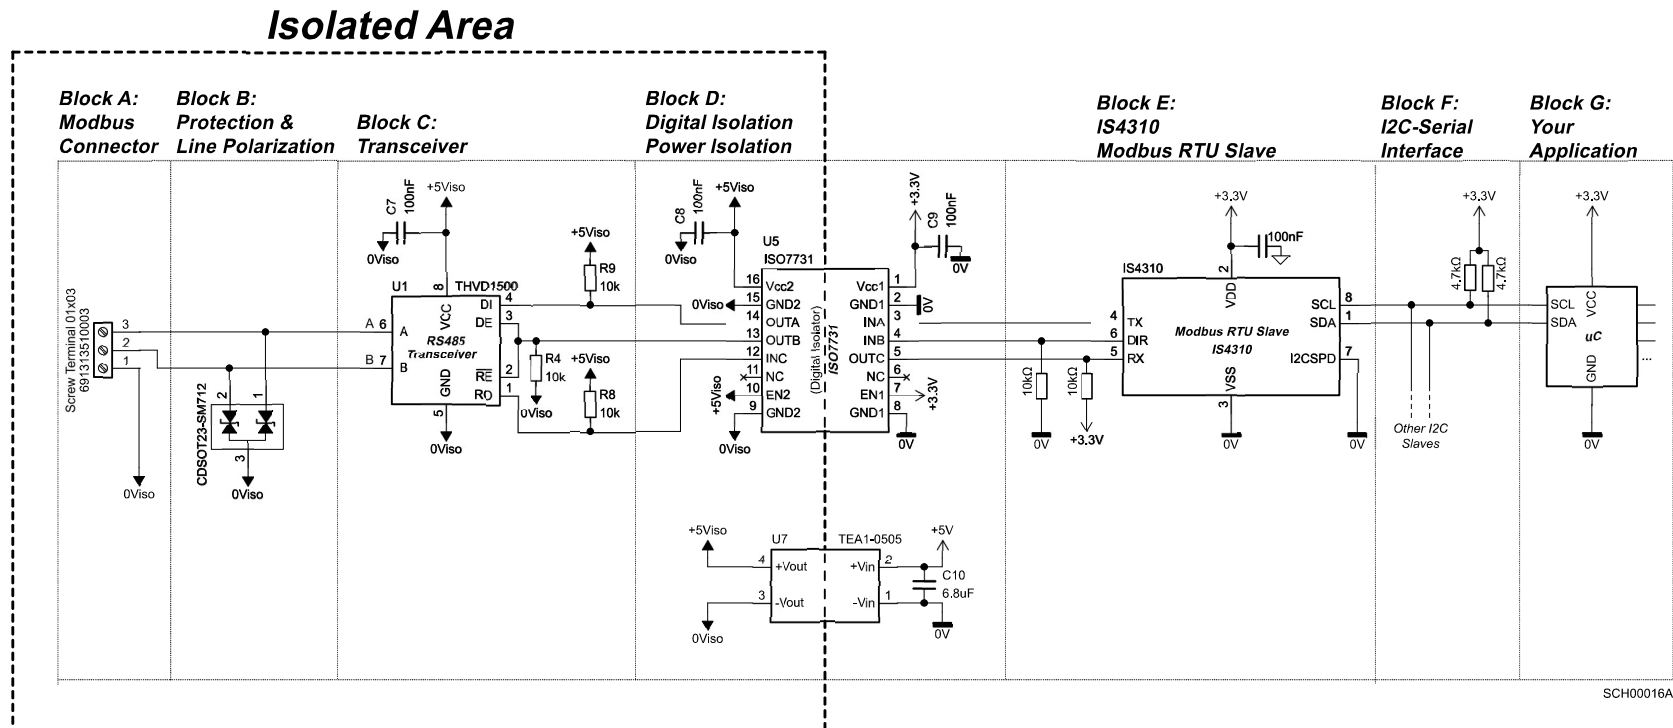 Isolated Area
Block A:
Modbus
Connector
Block B:
Protection &
Line Polarization
Block C:
Transceiver
Block D:
Digital Isolation
Power Isolation
Block E:
IS4310
Modbus RTU Slave
Block F:
I2C-Serial
Interface
Block G:
Your
Application
Screw Terminal 01x03
691313510003
3
2
1
0Viso
2
1
3
CDSOT23-SM712
0Viso
C7
100nF
+5Viso
0Viso
U1
THVD1500
8
VCC
A 6
A
B 7
B
RS485
Transceiver
GND
5
0Viso
DI
4
DE
3
RE
2
RO
1
+5Viso
R9
10k
R4
10k
0Viso
+5Viso
R8
10k
C8
100nF
+5Viso
0Viso
U5
ISO7731
16
Vcc2
0Viso
15
GND2
14
OUTA
13
OUTB
12
INC
11
NC
10
EN2
9
GND2
+5Viso
0Viso
(Digital Isolator)
ISO7731
Vcc1
1
GND1
2
INA
3
INB
4
OUTC
5
NC
6
EN1
7
GND1
8
+3.3V
C9
100nF
0V
0V
+3.3V
0V
10kΩ
0V
10kΩ
+3.3V
+3.3V
100nF
IS4310
2
VDD
4
TX
6
DIR
5
RX
Modbus RTU Slave
IS4310
VSS
3
0V
SCL
8
SDA
1
I2CSPD
7
0V
+3.3V
4.7kΩ
4.7kΩ
Other I2C
Slaves
+3.3V
SCL
SDA
VCC
uC
GND
0V
...
+5Viso
U7
TEA1-0505
4
+Vout
3
-Vout
0Viso
+Vin
2
-Vin
1
+5V
C10
6.8uF
0V
SCH00016A